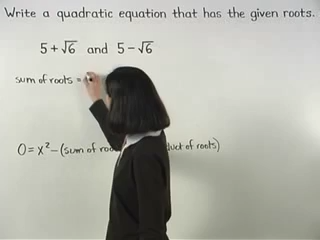 Write a quadratic equation that has the given roots.
5+√6 and 5-√6
sum of roots =
0=x²-(sum of roo duct of roots)